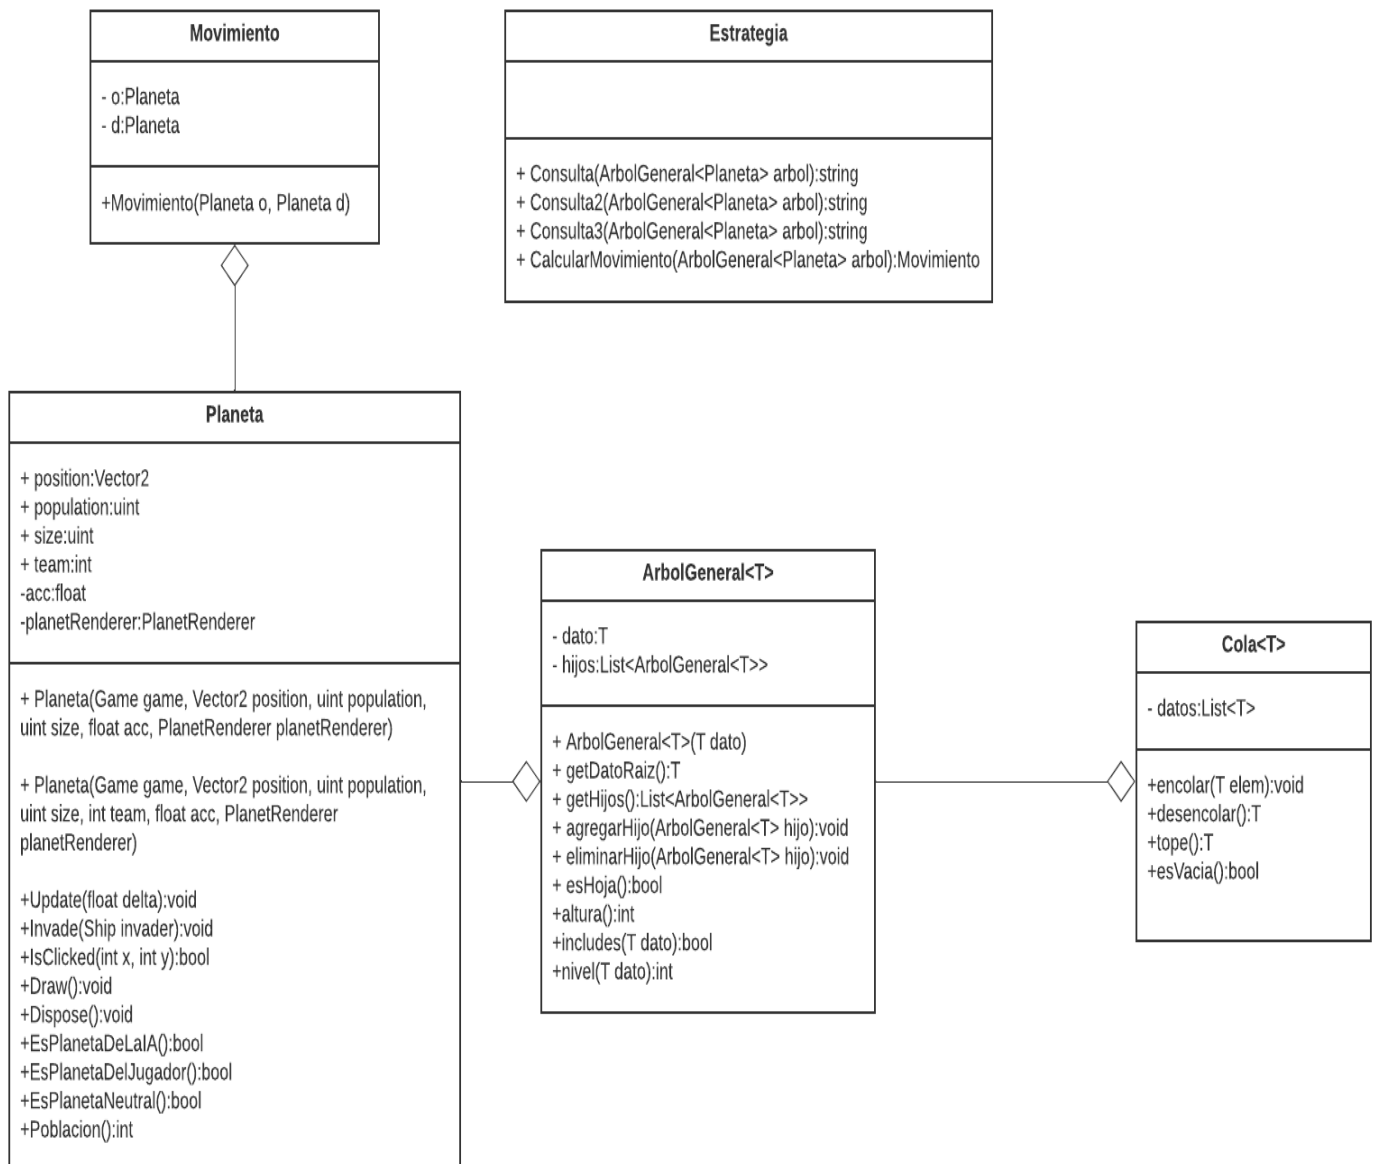 Movimiento
- o:Planeta
- d:Planeta
+Movimiento(Planeta o, Planeta d)
Estrategia
+ Consulta(ArbolGeneral<Planeta> arbol):string
+ Consulta2(ArbolGeneral<Planeta> arbol):string
+ Consulta3(ArbolGeneral<Planeta> arbol):string
+ CalcularMovimiento(ArbolGeneral<Planeta> arbol):Movimiento
Planeta
+ position:Vector2
+ population:uint
+ size:uint
+ team:int
-acc:float
-planetRenderer:PlanetRenderer
+ Planeta(Game game, Vector2 position, uint population,
uint size, float acc, PlanetRenderer planetRenderer)
+ Planeta(Game game, Vector2 position, uint population,
uint size, int team, float acc, PlanetRenderer
planetRenderer)
+Update(float delta):void
+Invade(Ship invader):void
+IsClicked(int x, int y):bool
+Draw():void
+Dispose():void
+EsPlanetaDeLaIA():bool
+EsPlanetaDelJugador():bool
+EsPlanetaNeutral():bool
+Poblacion():int
ArbolGeneral<T>
- dato:T
- hijos:List<ArbolGeneral<T>>
+ ArbolGeneral<T>(T dato)
+ getDatoRaiz():T
+ getHijos():List<ArbolGeneral<T>>
+ agregarHijo(ArbolGeneral<T> hijo):void
+ eliminarHijo(ArbolGeneral<T> hijo):void
+ esHoja():bool
+altura():int
+includes(T dato):bool
+nivel(T dato):int
Cola<T>
- datos:List<T>
+encolar(T elem):void
+desencolar():T
+tope():T
+esVacia():bool